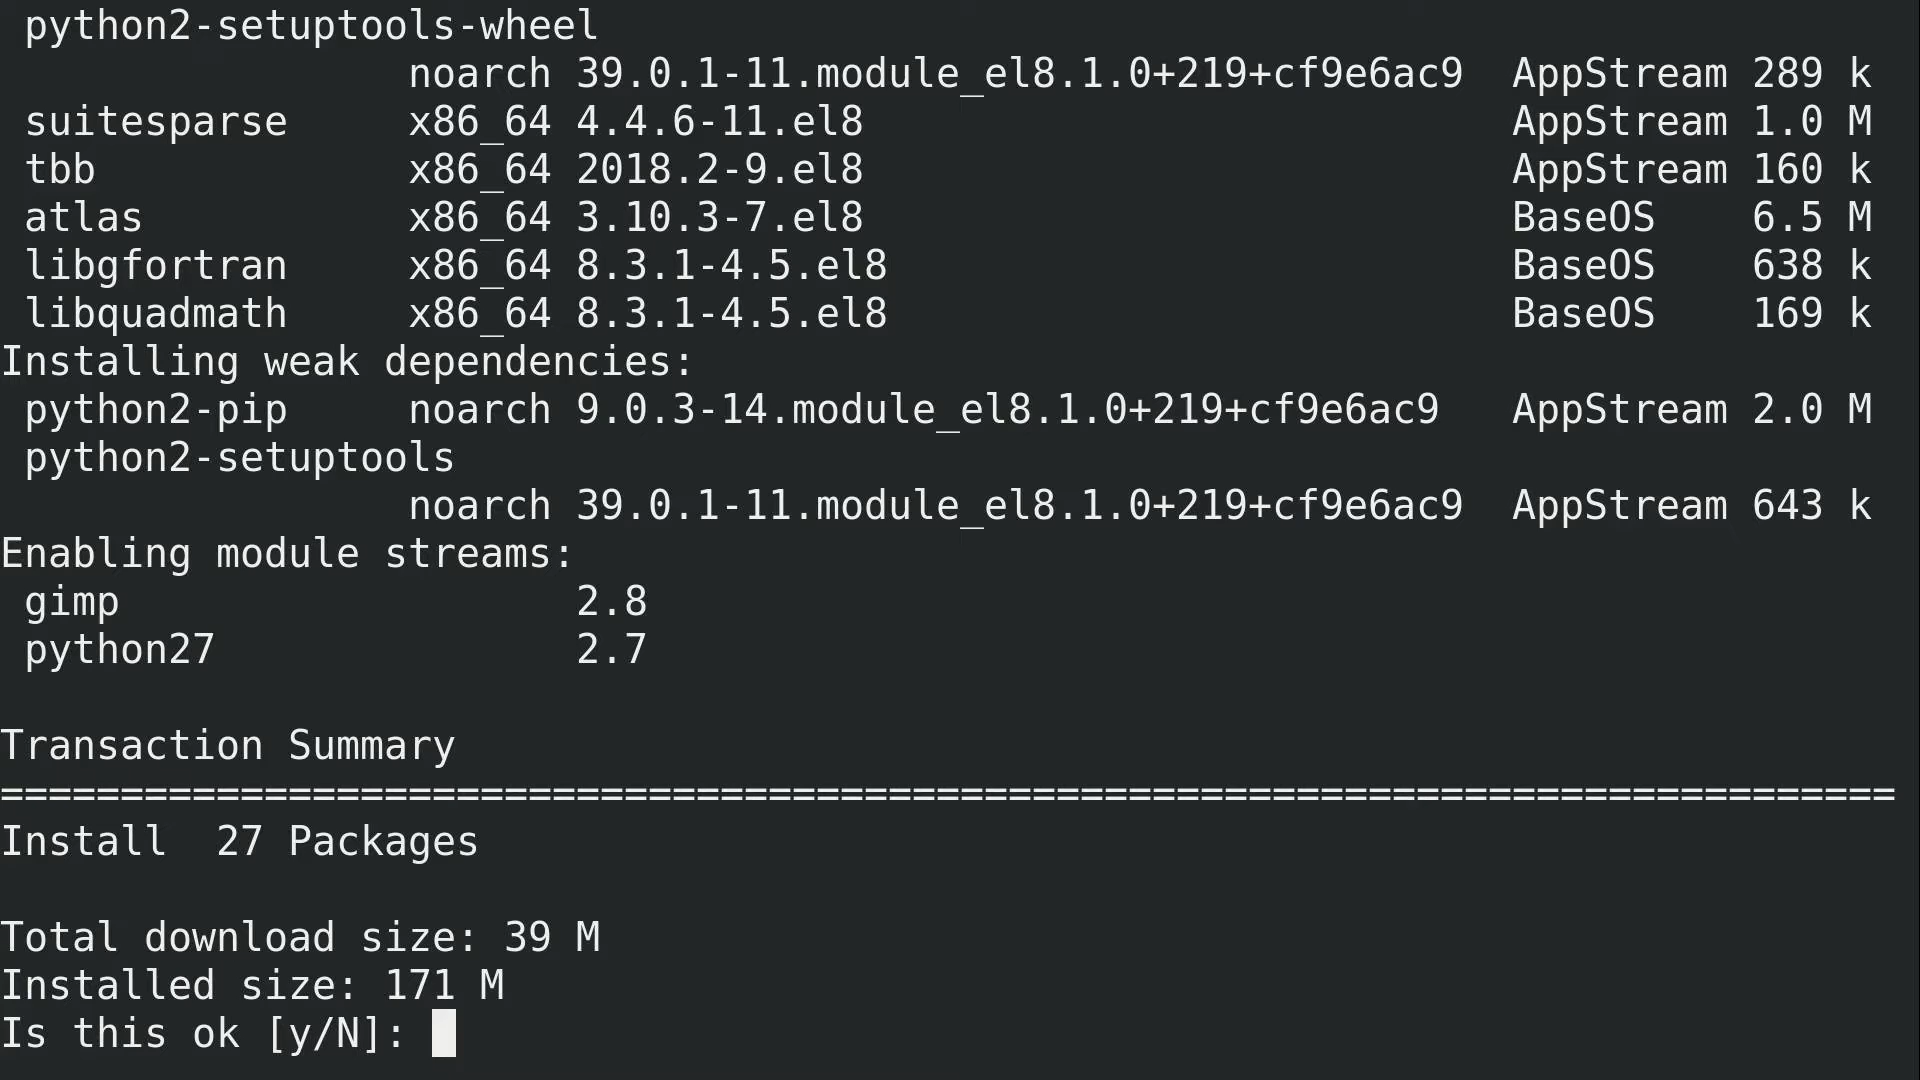 python2-setuptools-wheel
noarch 39.0.1-11.module_el8.1.0+219+cf9e6ac9 AppStream 289 k
suitesparse x86_64 4.4.6-11.el8 AppStream 1.0 M
tbb x86_64 2018.2-9.el8 AppStream 160 k
atlas x86_64 3.10.3-7.el8 BaseOS 6.5 M
libgfortran x86_64 8.3.1-4.5.el8 BaseOS 638 k
libquadmath x86_64 8.3.1-4.5.el8 BaseOS 169 k
Installing weak dependencies:
python2-pip noarch 9.0.3-14.module_el8.1.0+219+cf9e6ac9 AppStream 2.0 M
python2-setuptools
noarch 39.0.1-11.module_el8.1.0+219+cf9e6ac9 AppStream 643 k
Enabling module streams:
gimp 2.8
python27 2.7
Transaction Summary
===============================================================================
Install 27 Packages
Total download size: 39 M
Installed size: 171 M
Is this ok [y/N]: